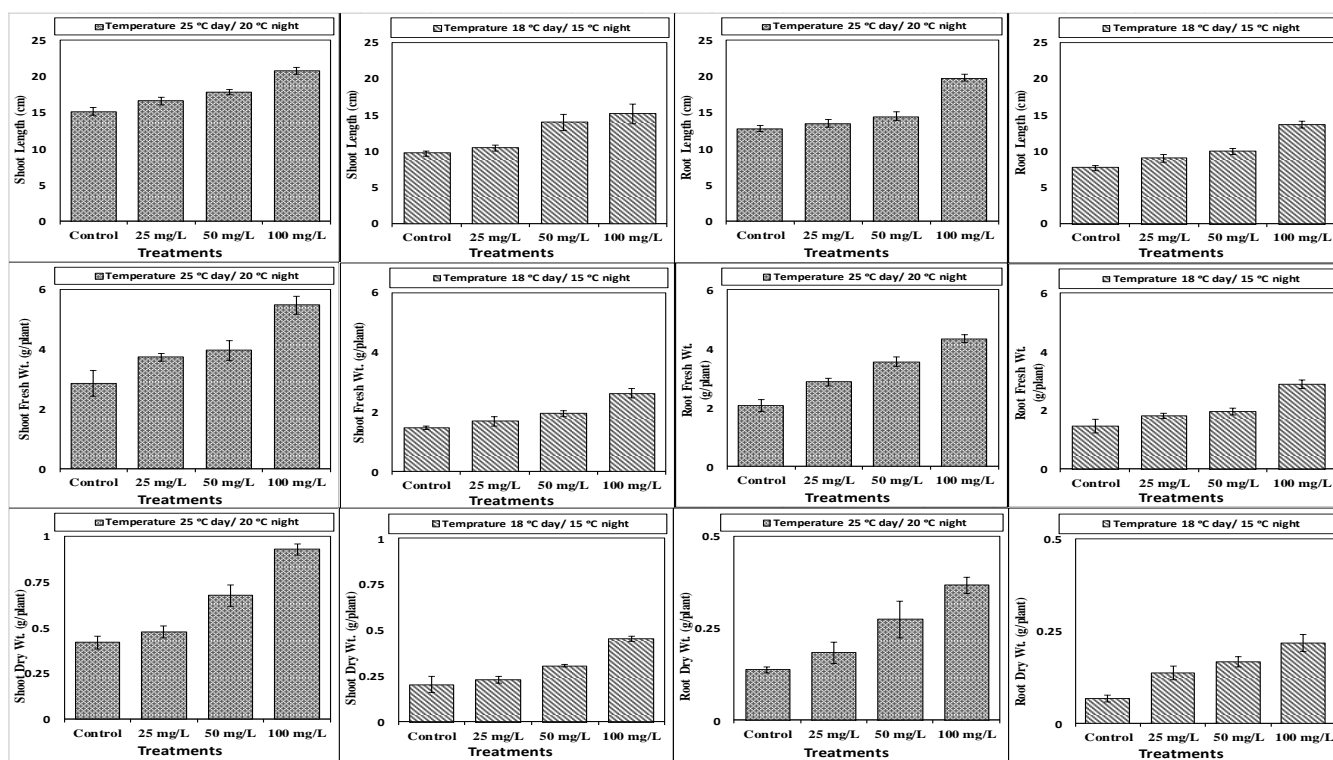 Temperature 25 °C day/ 20 °C night
25
20
15
10
5
0
Shoot Length (cm)
Control 25 mg/L 50 mg/L 100 mg/L
Treatments
Temprature 18 °C day/ 15 °C night
25
20
15
10
5
0
Shoot Length (cm)
Control 25 mg/L 50 mg/L 100 mg/L
Treatments
Temperature 25 °C day/ 20 °C night
25
20
15
10
5
0
Root Length (cm)
Control 25 mg/L 50 mg/L 100 mg/L
Treatments
Temprature 18 °C day/ 15 °C night
25
20
15
10
5
0
Root Length (cm)
Control 25 mg/L 50 mg/L 100 mg/L
Treatments
Temperature 25 °C day/ 20 °C night
6
4
2
0
Shoot Fresh Wt. (g/plant)
Control 25 mg/L 50 mg/L 100 mg/L
Treatments
Temprature 18 °C day/ 15 °C night
6
4
2
0
Shoot Fresh Wt. (g/plant)
Control 25 mg/L 50 mg/L 100 mg/L
Treatments
Temperature 25 °C day/ 20 °C night
6
4
2
0
Root Fresh Wt.
(g/plant)
Control 25 mg/L 50 mg/L 100 mg/L
Treatments
Temprature 18 °C day/ 15 °C night
6
4
2
0
Root Fresh Wt.
(g/plant)
Control 25 mg/L 50 mg/L 100 mg/L
Treatments
Temperature 25 °C day/ 20 °C night
1
0.75
0.5
0.25
0
Shoot Dry Wt. (g/plant)
Control 25 mg/L 50 mg/L 100 mg/L
Treatments
Temprature 18 °C day/ 15 °C night
1
0.75
0.5
0.25
0
Shoot Dry Wt. (g/plant)
Control 25 mg/L 50 mg/L 100 mg/L
Treatments
Temperature 25 °C day/ 20 °C night
0.5
0.25
0
Root Dry Wt. (g/plant)
Control 25 mg/L 50 mg/L 100 mg/L
Treatments
Temprature 18 °C day/ 15 °C night
0.5
0.25
0
Root Dry Wt. (g/plant)
Control 25 mg/L 50 mg/L 100 mg/L
Treatments